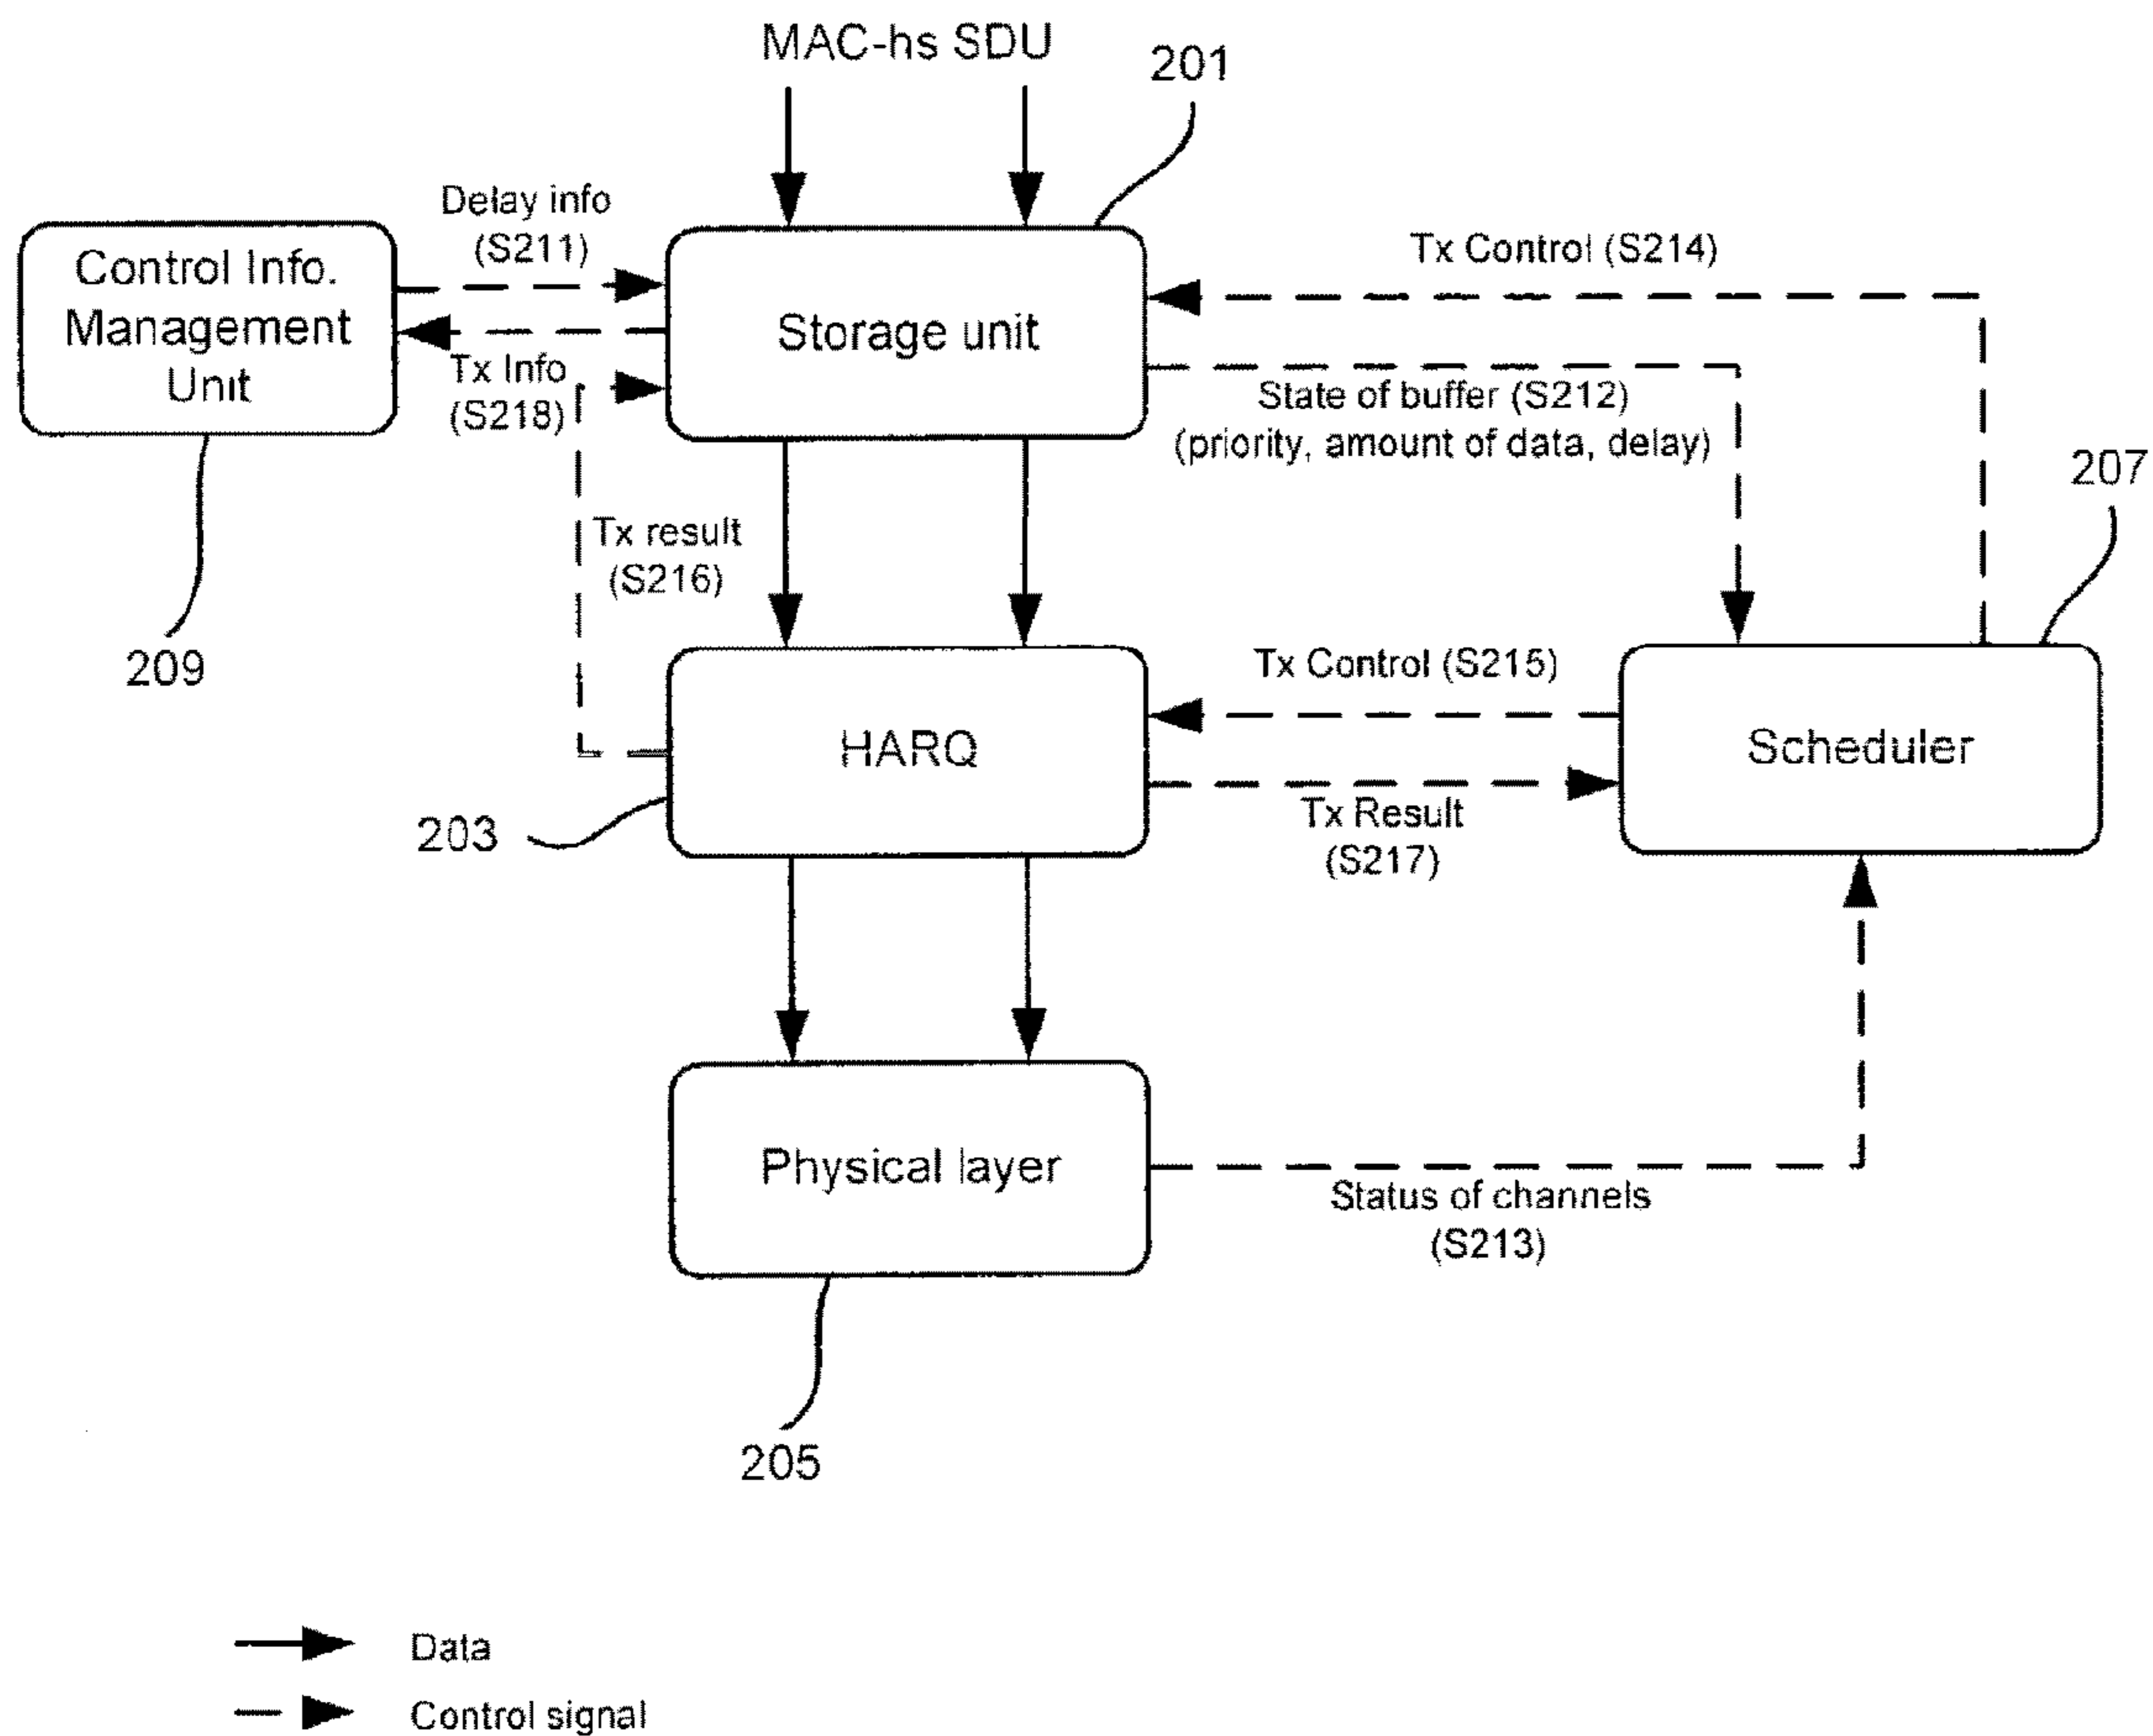 MAC-hs SDU
201
Delay info
(S211)
Control Info.
Management
Unit
Tx Info
(S218)
Storage unit
Tx Control (S214)
State of buffer (S212)
(priority, amount of data, delay)
207
Tx result
(S216)
209
Tx Control (S215)
HARQ
Scheduler
Tx Result
(S217)
203
Physical layer
Status of channels
(S213)
205
Data
Control signal